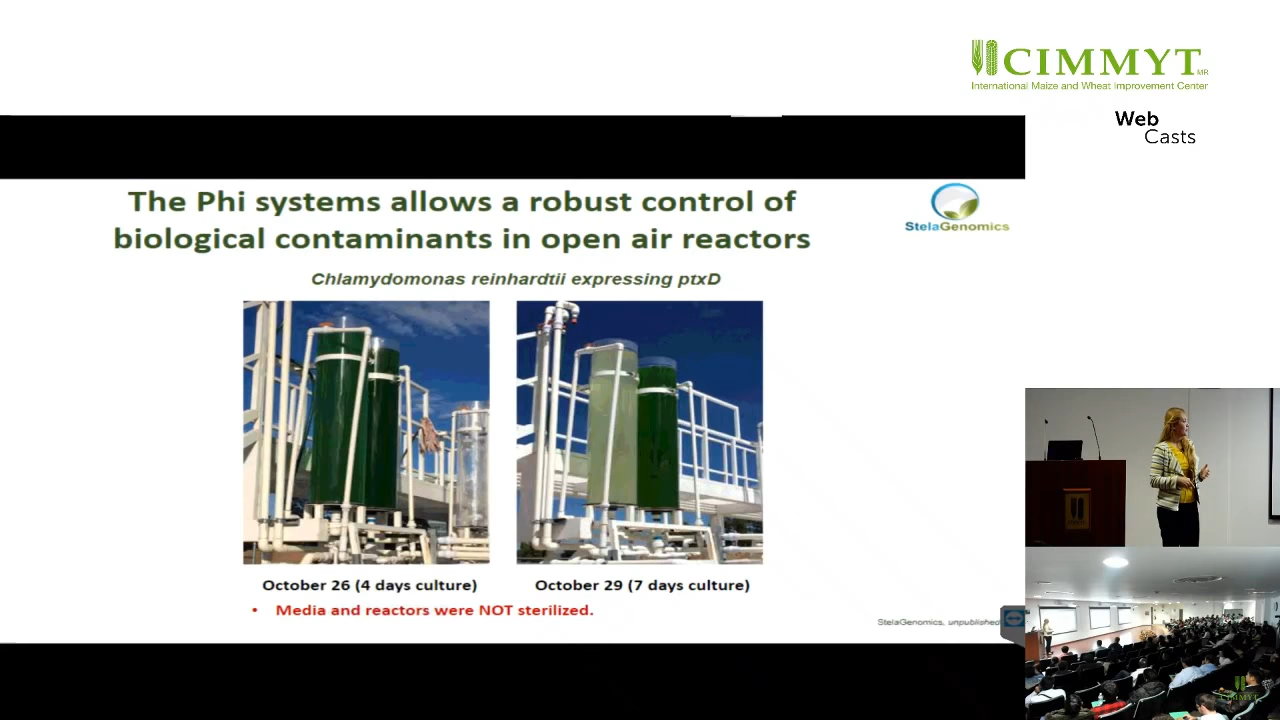 CIMMYT MR
International Maize and Wheat Improvement Center
Web
Casts
The Phi systems allows a robust control of
biological contaminants in open air reactors
StelaGenomics
Chlamydomonas reinhardtii expressing ptxD
October 26 (4 days culture)
October 29 (7 days culture)
• Media and reactors were NOT sterilized.
StelaGenomics, unpublished
CIMMYT